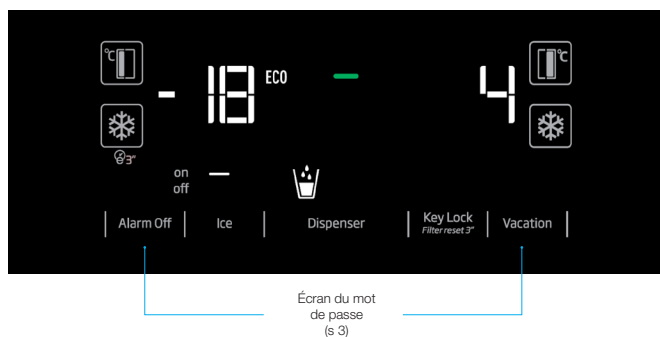 °C - 18 ECO 4 °C
3"
on
off
Alarm Off Ice Dispenser Key Lock Vacation
Filter reset 3"
Écran du mot
de passe
(s 3)